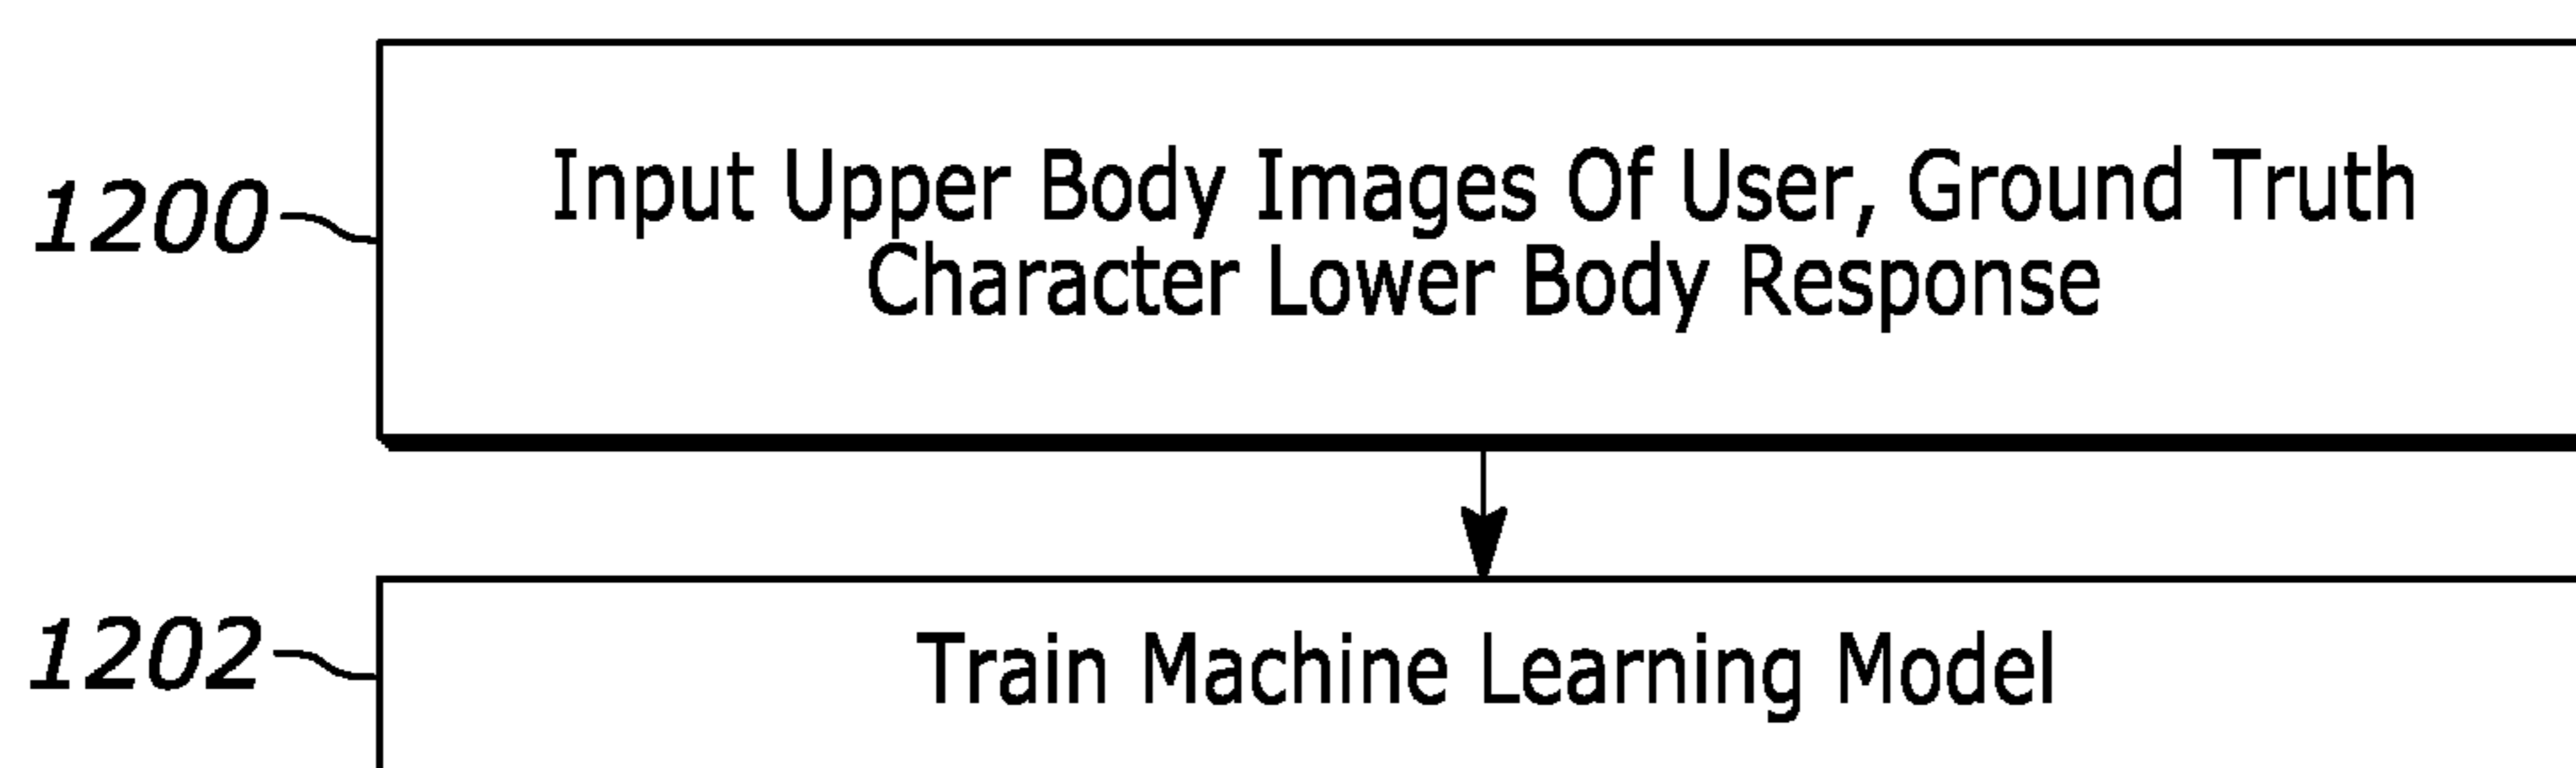 1200
Input Upper Body Images Of User, Ground Truth
Character Lower Body Response
1202
Train Machine Learning Model